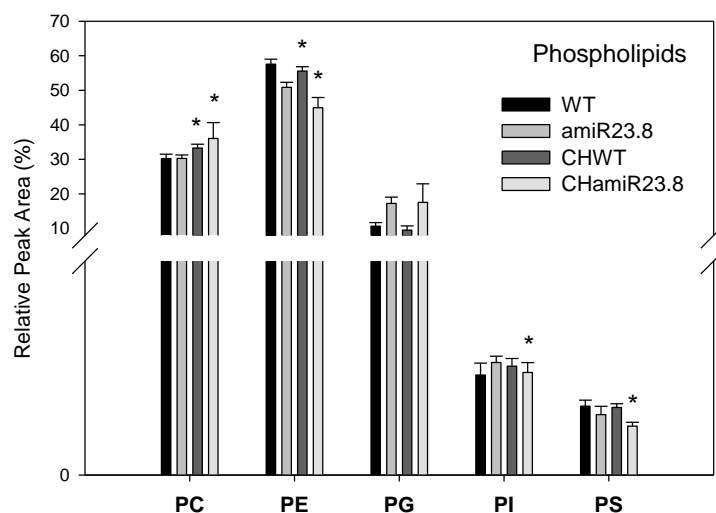 70
Phospholipids
60
*
*
WT
50
amiR23.8
*
*
40
CHWT
CHamiR23.8
30
20
10
Relative Peak Area (%)
*
*
0
PC PE PG PI PS